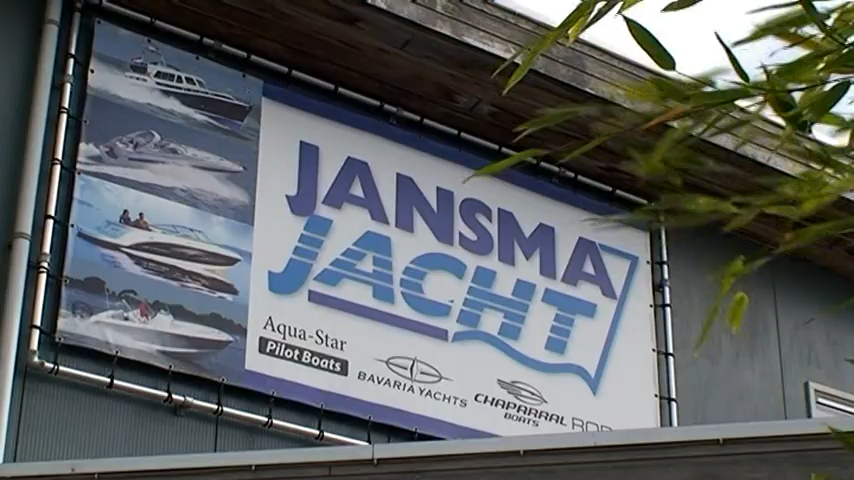 JANSMA
JACHT
Aqua-Star
Pilot Boats
BAVARIA YACHTS
CHAPARRAL
BOATS